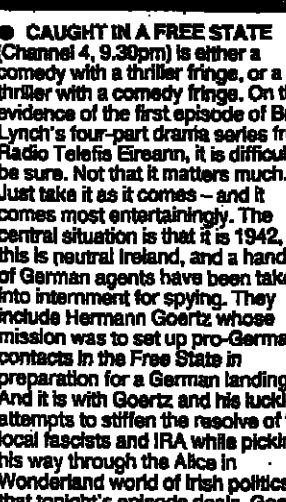 ● CAUGHT IN A FREE STATE
(Channel 4, 9.30pm) is either a
comedy with a thriller fringe, or a
thriller with a comedy fringe. On t
evidence of the first episode of B
Lynch's four-part drama series fr
Radio Telefis Eireann, it is difficul
be sure. Not that it matters much.
Just take it as it comes – and it
comes most entertainingly. The
central situation is that it is 1942,
this is neutral Ireland, and a hand
of German agents have been take
into internment for spying. They
include Hermann Goertz whose
mission was to set up pro-Germa
contacts in the Free State in
preparation for a German landing
And it is with Goertz and his luckl
attempts to stiffen the resolve of
local fascists and IRA while pickin
his way through the Alice in
Wonderland world of Irish politics
that tonight's episode deals.